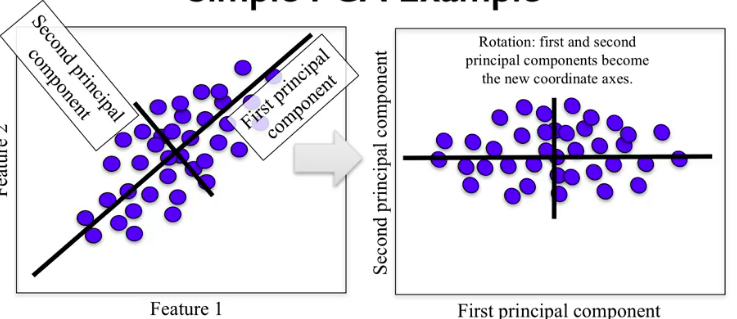 Simple PCA Example
Second principal
component
First principal
component
Feature 2
Feature 1
Rotation: first and second
principal components become
the new coordinate axes.
Second principal component
First principal component